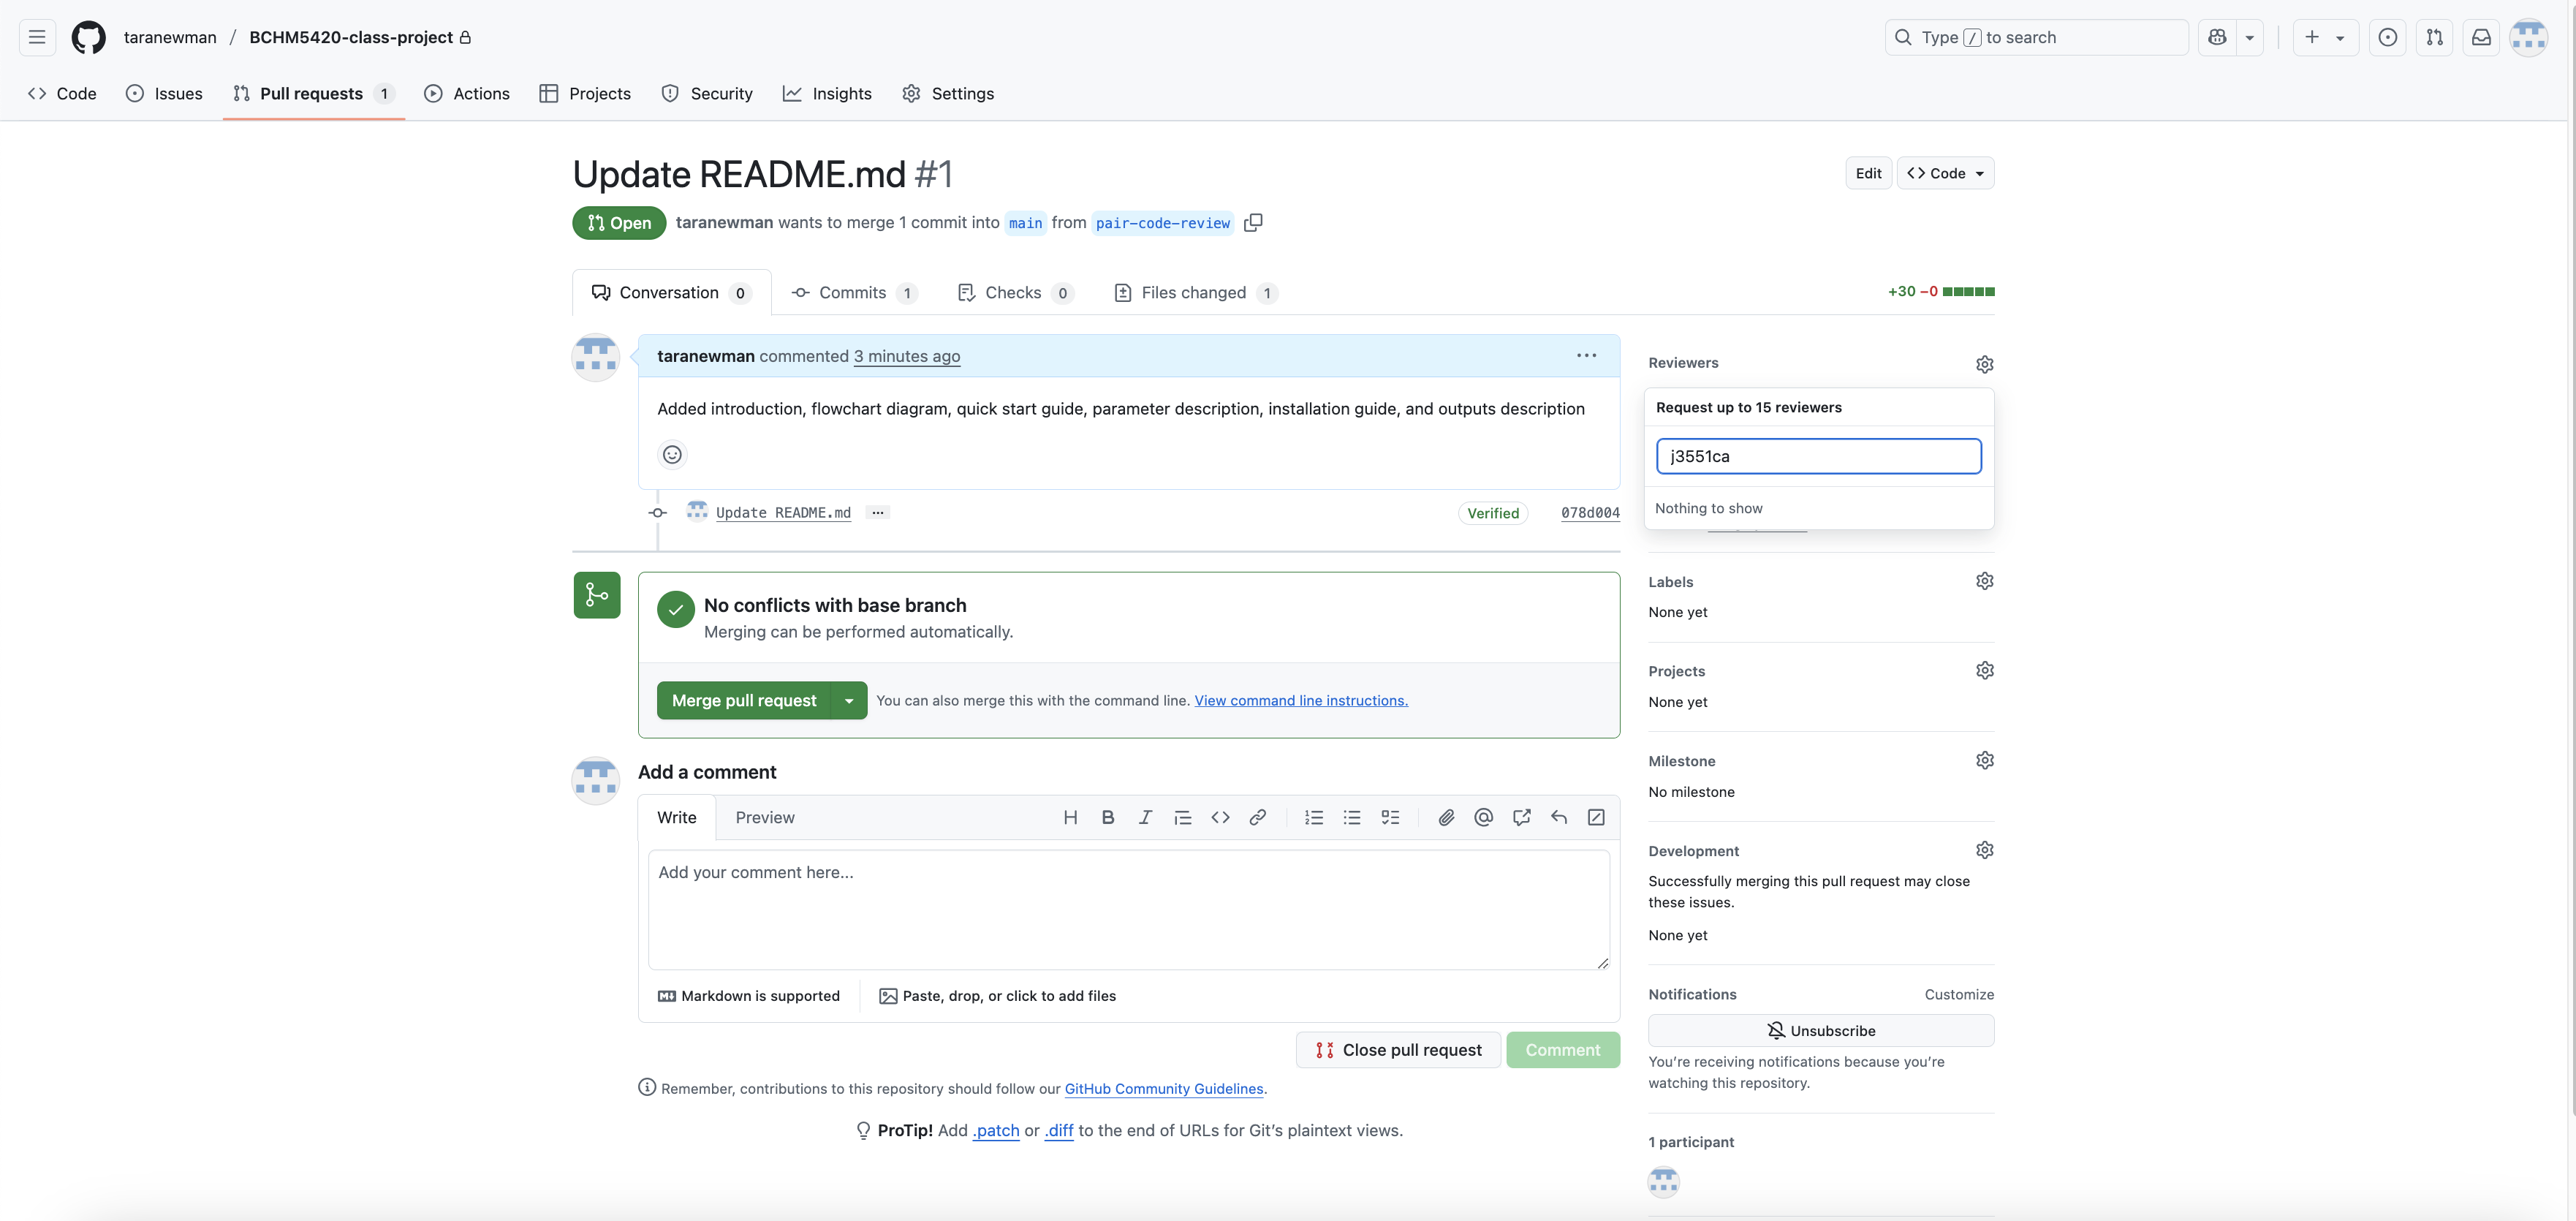 taranewman / BCHM5420-class-project
Type / to search
Code Issues Pull requests 1 Actions Projects Security Insights Settings
Update README.md #1
Edit Code
Open taranewman wants to merge 1 commit into main from pair-code-review
Conversation 0 Commits 1 Checks 0 Files changed 1
+30 −0
taranewman commented 3 minutes ago
Added introduction, flowchart diagram, quick start guide, parameter description, installation guide, and outputs description
Update README.md ...
Verified 078d004
No conflicts with base branch
Merging can be performed automatically.
Merge pull request You can also merge this with the command line. View command line instructions.
Add a comment
Write Preview
Add your comment here...
Markdown is supported Paste, drop, or click to add files
Close pull request Comment
Remember, contributions to this repository should follow our GitHub Community Guidelines.
ProTip! Add .patch or .diff to the end of URLs for Git's plaintext views.
Reviewers
Request up to 15 reviewers
j3551ca
Nothing to show
Labels
None yet
Projects
None yet
Milestone
No milestone
Development
Successfully merging this pull request may close
these issues.
None yet
Notifications Customize
Unsubscribe
You're receiving notifications because you're
watching this repository.
1 participant